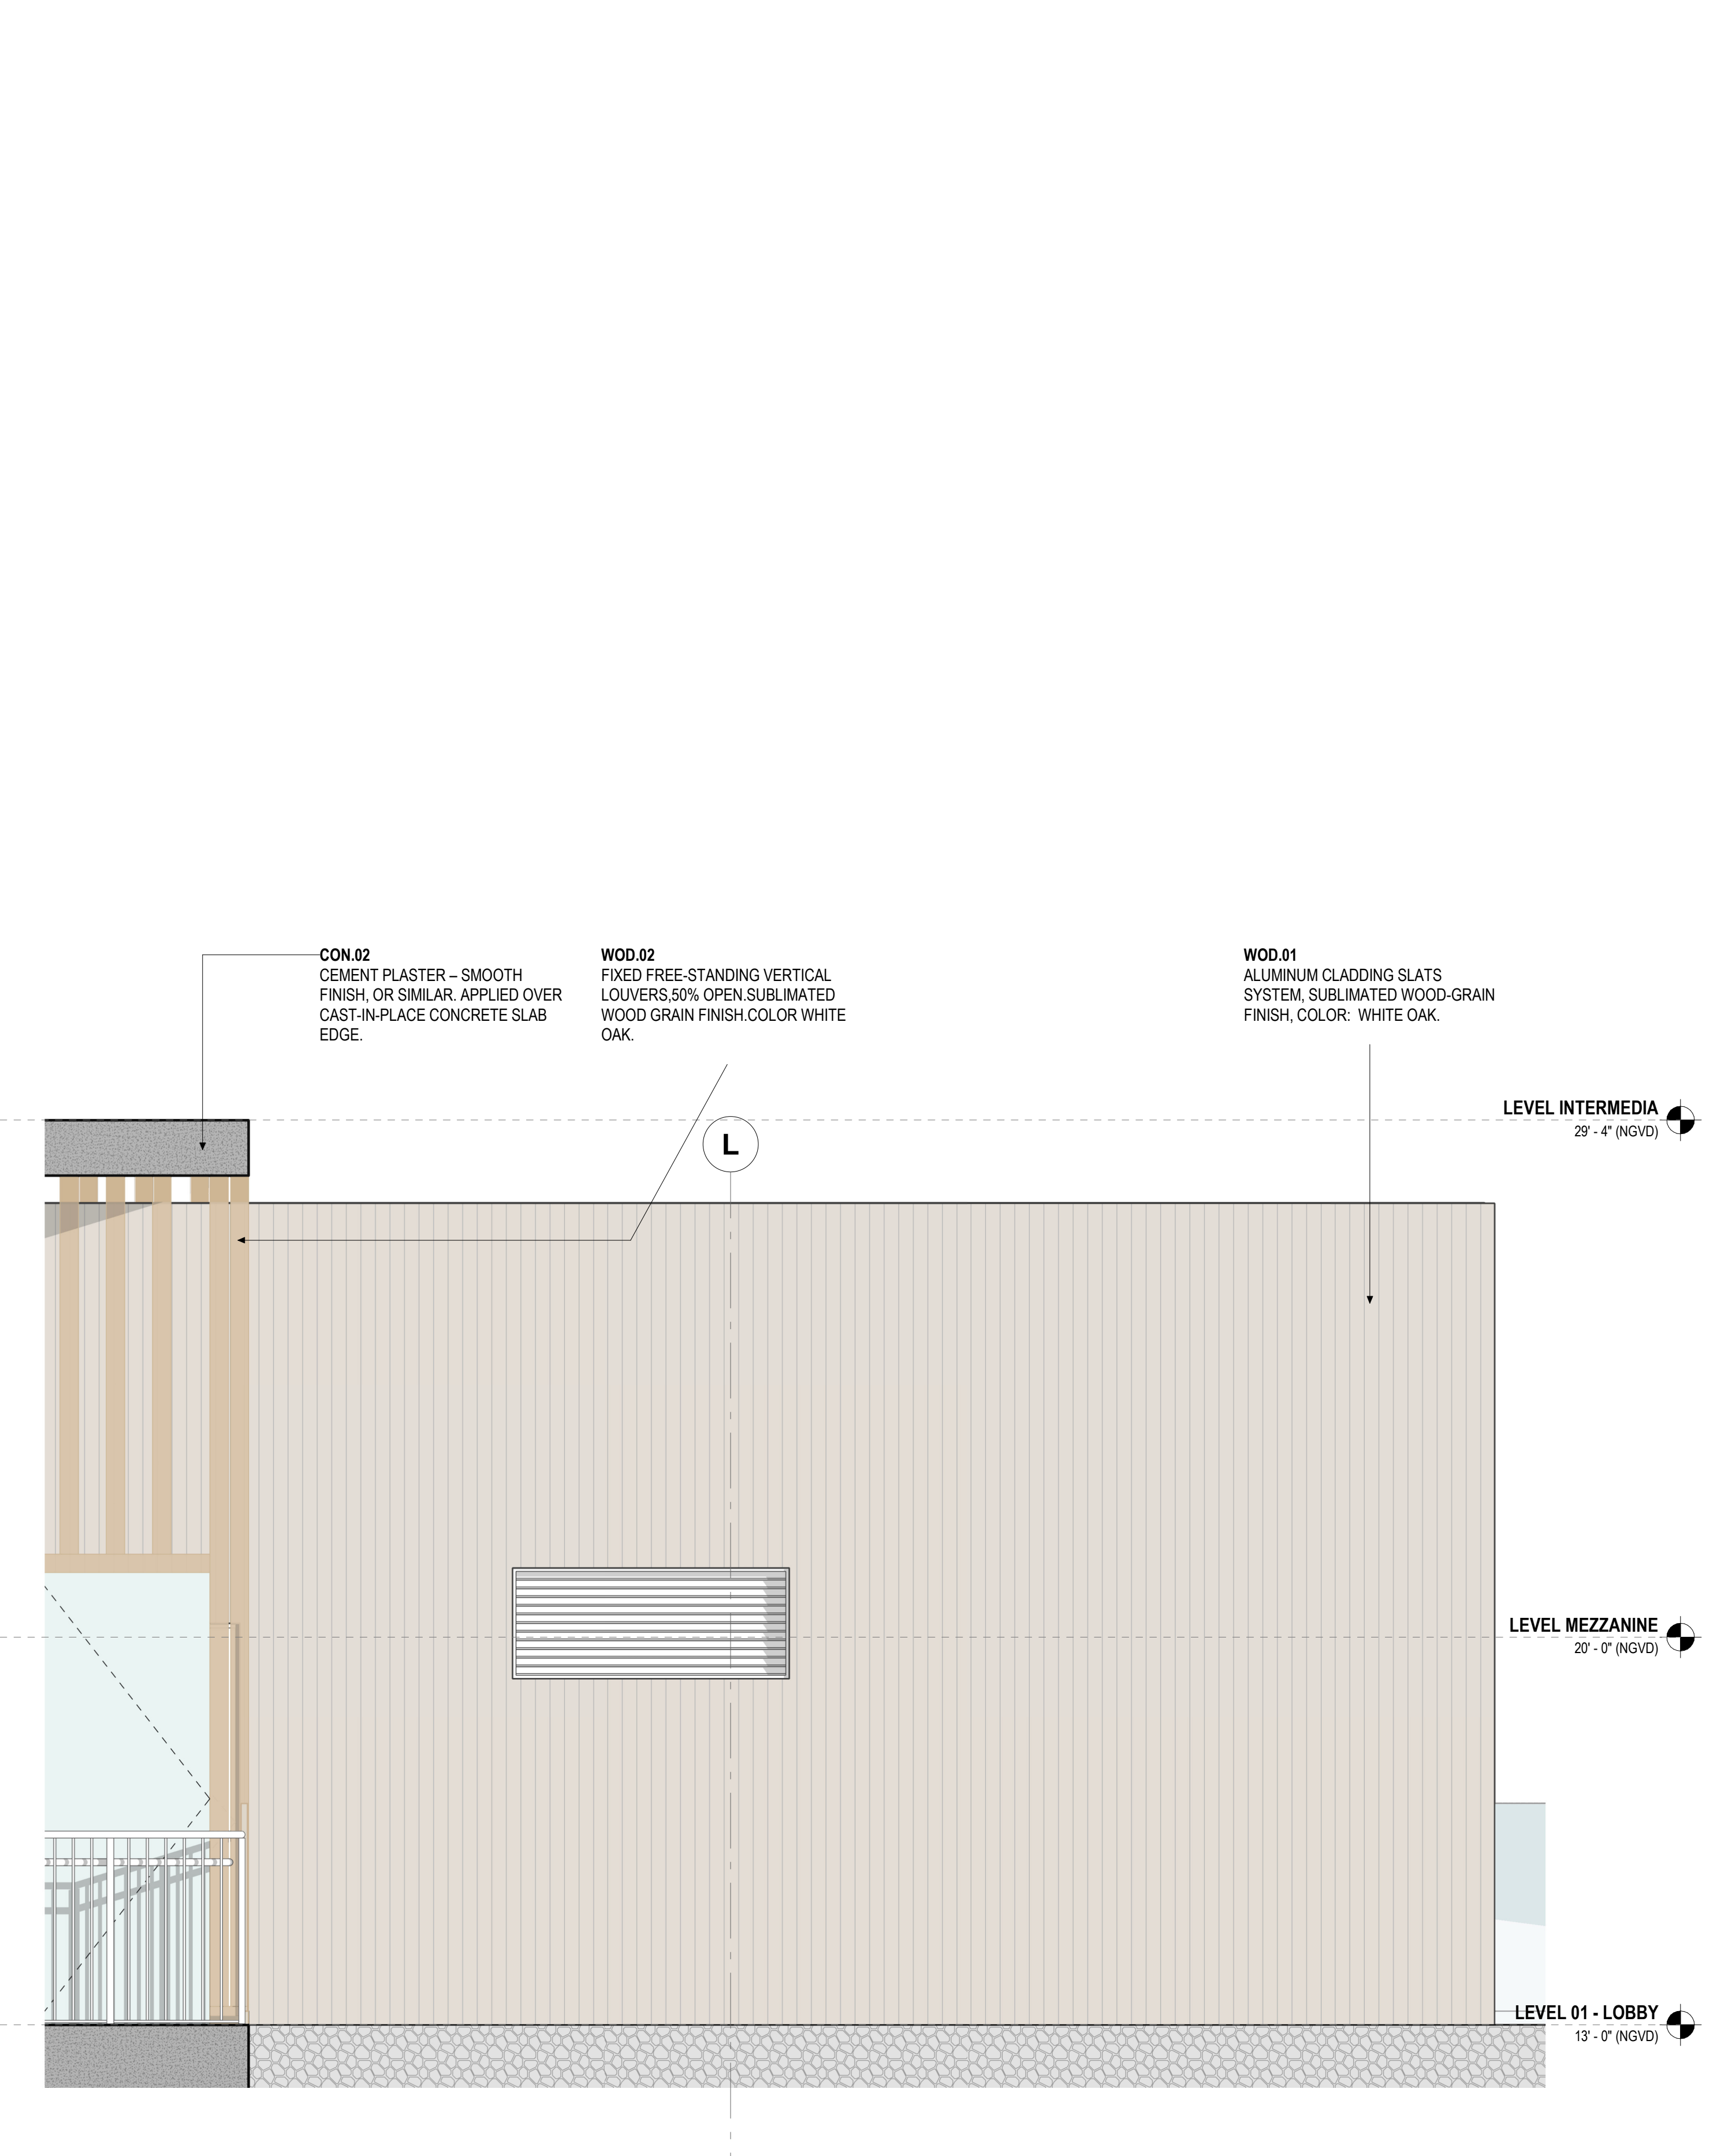 CON.02
CEMENT PLASTER – SMOOTH
FINISH, OR SIMILAR. APPLIED OVER
CAST-IN-PLACE CONCRETE SLAB
EDGE.
WOD.02
FIXED FREE-STANDING VERTICAL
LOUVERS,50% OPEN.SUBLIMATED
WOOD GRAIN FINISH.COLOR WHITE
OAK.
WOD.01
ALUMINUM CLADDING SLATS
SYSTEM, SUBLIMATED WOOD-GRAIN
FINISH, COLOR:  WHITE OAK.
LEVEL INTERMEDIA
29' - 4" (NGVD)
L
LEVEL MEZZANINE
20' - 0" (NGVD)
LEVEL 01 - LOBBY
13' - 0" (NGVD)